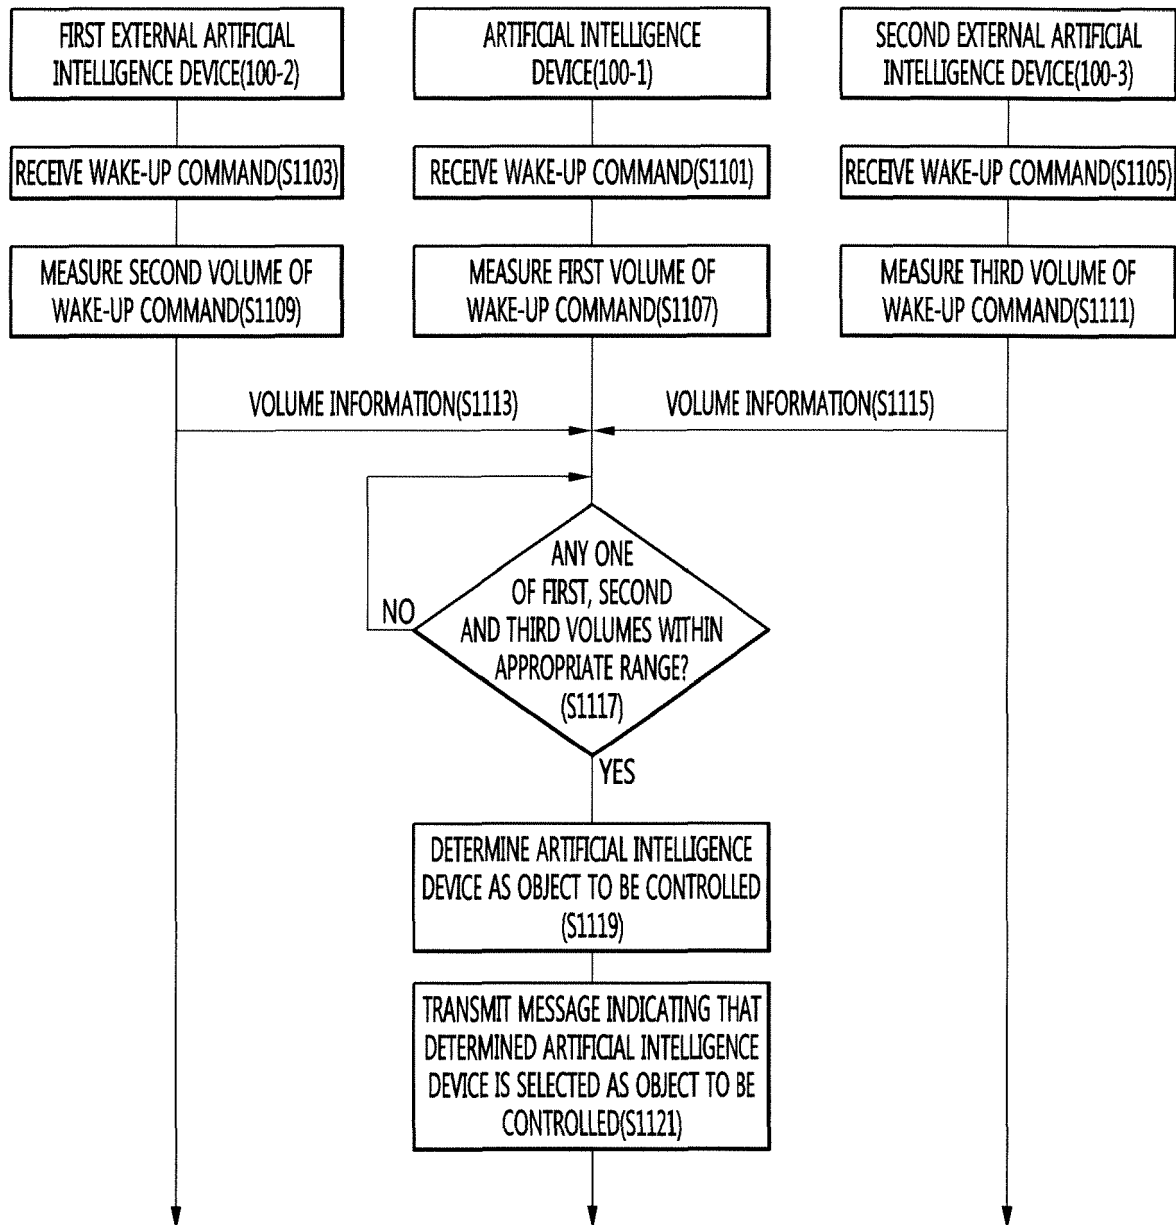 FIRST EXTERNAL ARTIFICIAL
INTELLIGENCE DEVICE(100-2)
ARTIFICIAL INTELLIGENCE
DEVICE(100-1)
SECOND EXTERNAL ARTIFICIAL
INTELLIGENCE DEVICE(100-3)
RECEIVE WAKE-UP COMMAND(S1103)
RECEIVE WAKE-UP COMMAND(S1101)
RECEIVE WAKE-UP COMMAND(S1105)
MEASURE SECOND VOLUME OF
WAKE-UP COMMAND(S1109)
MEASURE FIRST VOLUME OF
WAKE-UP COMMAND(S1107)
MEASURE THIRD VOLUME OF
WAKE-UP COMMAND(S1111)
VOLUME INFORMATION(S1113)
VOLUME INFORMATION(S1115)
ANY ONE
OF FIRST, SECOND
AND THIRD VOLUMES WITHIN
APPROPRIATE RANGE?
(S1117)
NO
YES
DETERMINE ARTIFICIAL INTELLIGENCE
DEVICE AS OBJECT TO BE CONTROLLED
(S1119)
TRANSMIT MESSAGE INDICATING THAT
DETERMINED ARTIFICIAL INTELLIGENCE
DEVICE IS SELECTED AS OBJECT TO BE
CONTROLLED(S1121)